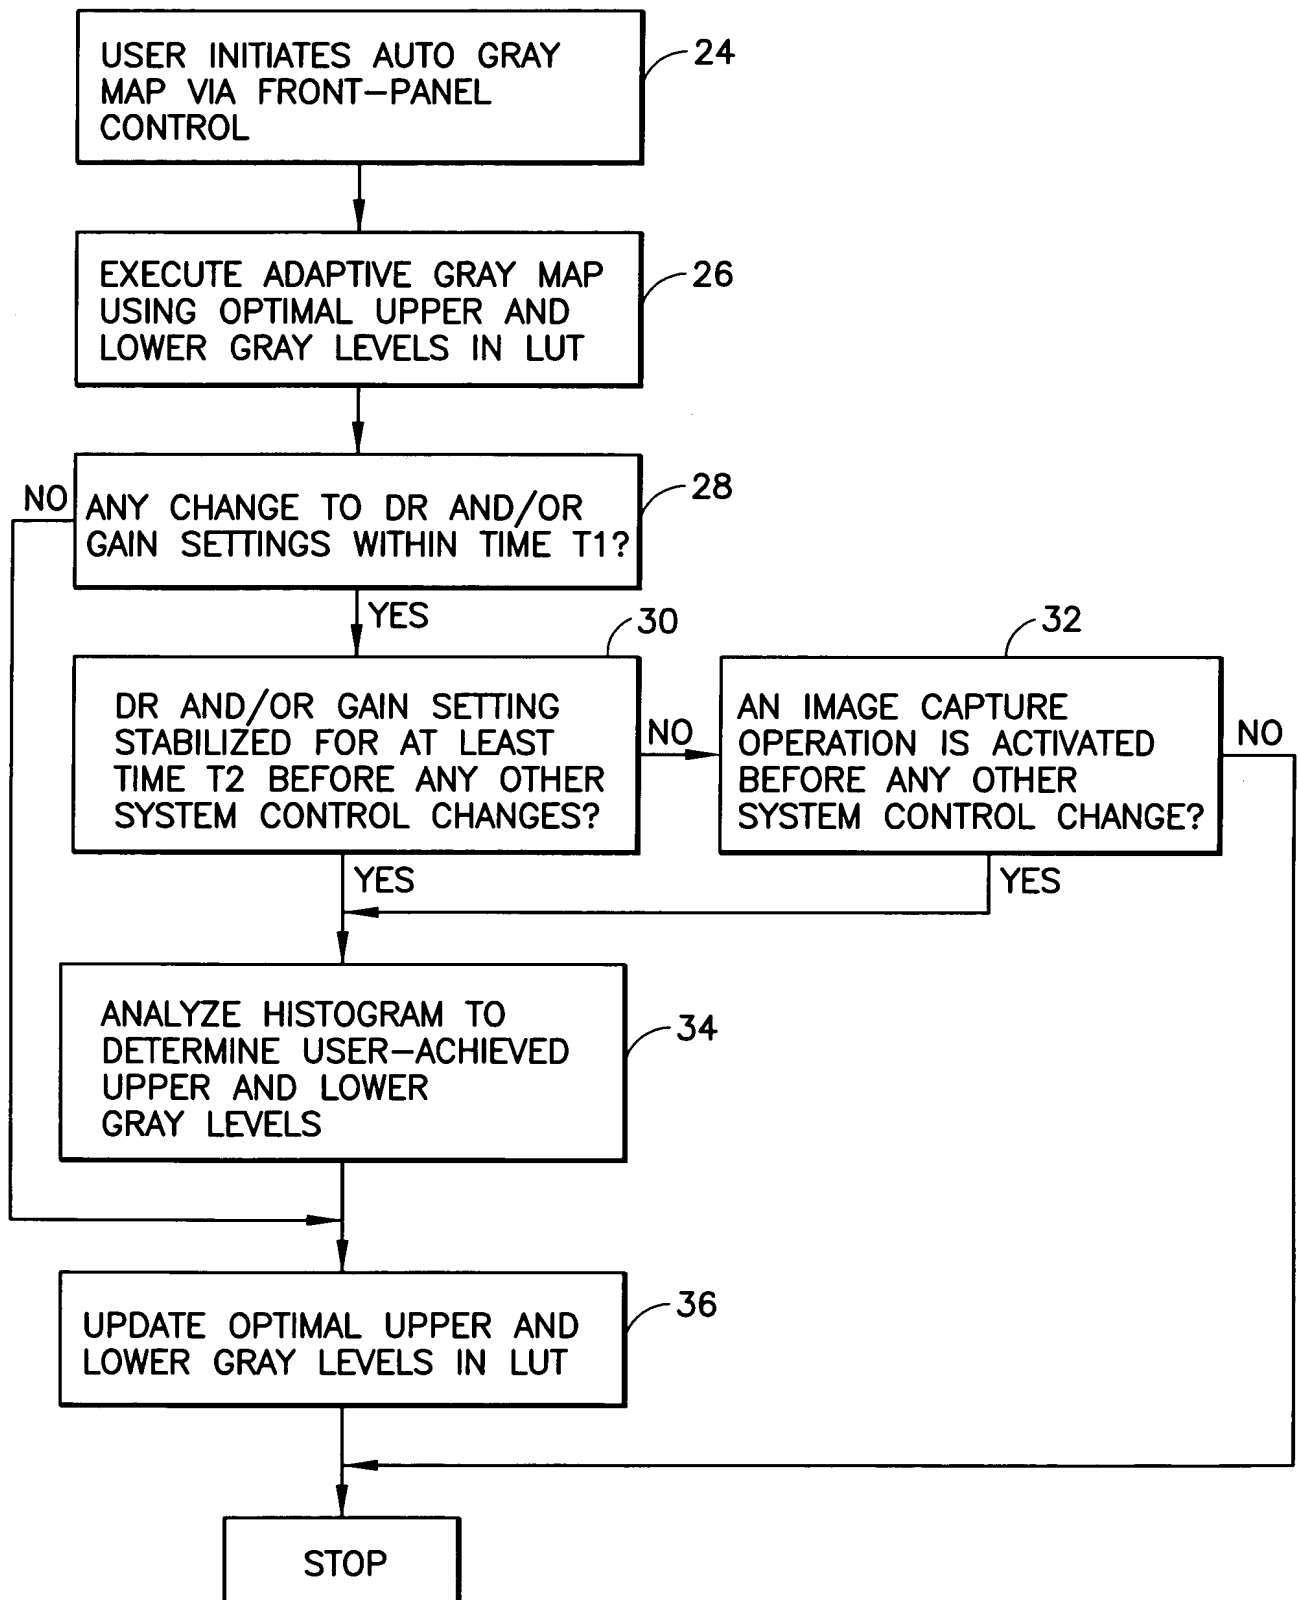 USER INITIATES AUTO GRAY
MAP VIA FRONT-PANEL
CONTROL
24
EXECUTE ADAPTIVE GRAY MAP
USING OPTIMAL UPPER AND
LOWER GRAY LEVELS IN LUT
26
NO
ANY CHANGE TO DR AND/OR
GAIN SETTINGS WITHIN TIME T1?
28
YES
30
DR AND/OR GAIN SETTING
STABILIZED FOR AT LEAST
TIME T2 BEFORE ANY OTHER
SYSTEM CONTROL CHANGES?
NO
32
AN IMAGE CAPTURE
OPERATION IS ACTIVATED
BEFORE ANY OTHER
SYSTEM CONTROL CHANGE?
NO
YES
YES
ANALYZE HISTOGRAM TO
DETERMINE USER-ACHIEVED
UPPER AND LOWER
GRAY LEVELS
34
UPDATE OPTIMAL UPPER AND
LOWER GRAY LEVELS IN LUT
36
STOP